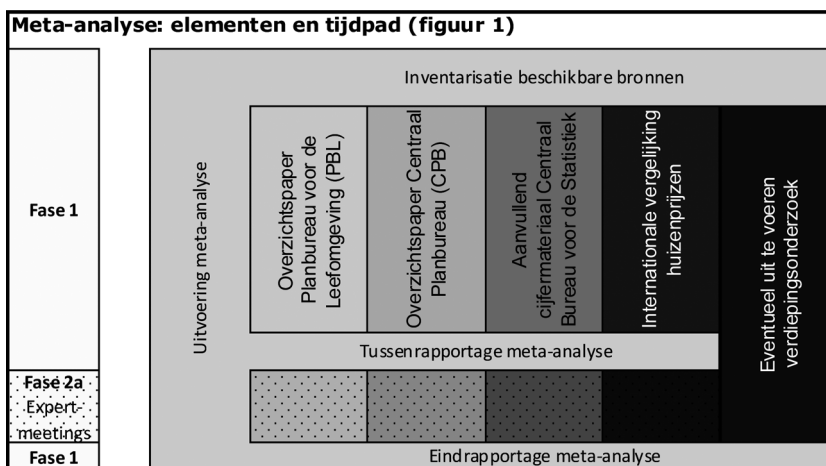 Meta-analyse: elementen en tijdpad (figuur 1)
Fase 1
Inventarisatie beschikbare bronnen
Uitvoering meta-analyse
Overzichtspaper
Planbureau voor de
Leefomgeving (PBL)
Overzichtspaper Centraal
Planbureau (CPB)
Aanvullend
cijfermateriaal Centraal
Bureau voor de Statistiek
Internationale vergelijking
huizenprijzen
Eventueel uit te voeren
verdiepingsonderzoek
Tussenrapportage meta-analyse
Fase 2a
Expert-
meetings
Fase 1
Eindrapportage meta-analyse